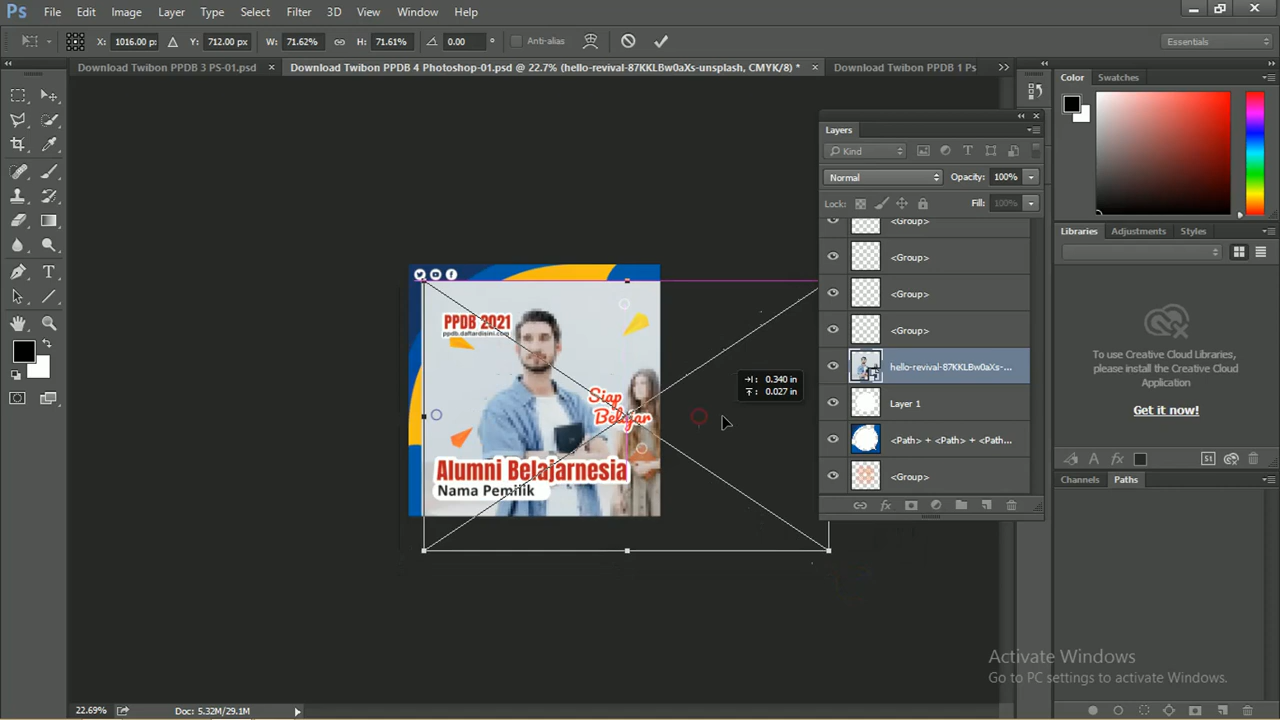 Ps File Edit Image Layer Type Select Filter 3D View Window Help
X: 1016.00 p: Y: 712.00 px W: 71.62% H: 71.61% 0.00 ° Anti-alias Essentials
Download Twibon PPDB 3 PS-01.psd × Download Twibon PPDB 4 Photoshop-01.psd @ 22.7% (hello-revival-87KKLBw0aXs-unsplash, CMYK/8) * × Download Twibon PPDB 1 Ps
Color Swatches
Layers
Kind
Normal Opacity: 100%
Lock: Fill: 100%
<Group>
<Group>
<Group>
<Group>
hello-revival-87KKLBw0aXs-...
Layer 1
<Path> + <Path> + <Path...
<Group>
Libraries Adjustments Styles
To use Creative Cloud Libraries,
please install the Creative Cloud
Application
Get it now!
Channels Paths
PPDB 2021
ppdb.daftardisini.com
Siap
Belajar
Alumni Belajarnesia
Nama Pemilik
→I: 0.340 in
0.027 in
Activate Windows
Go to PC settings to activate Windows.
22.69% Doc: 5.32M/29.1M